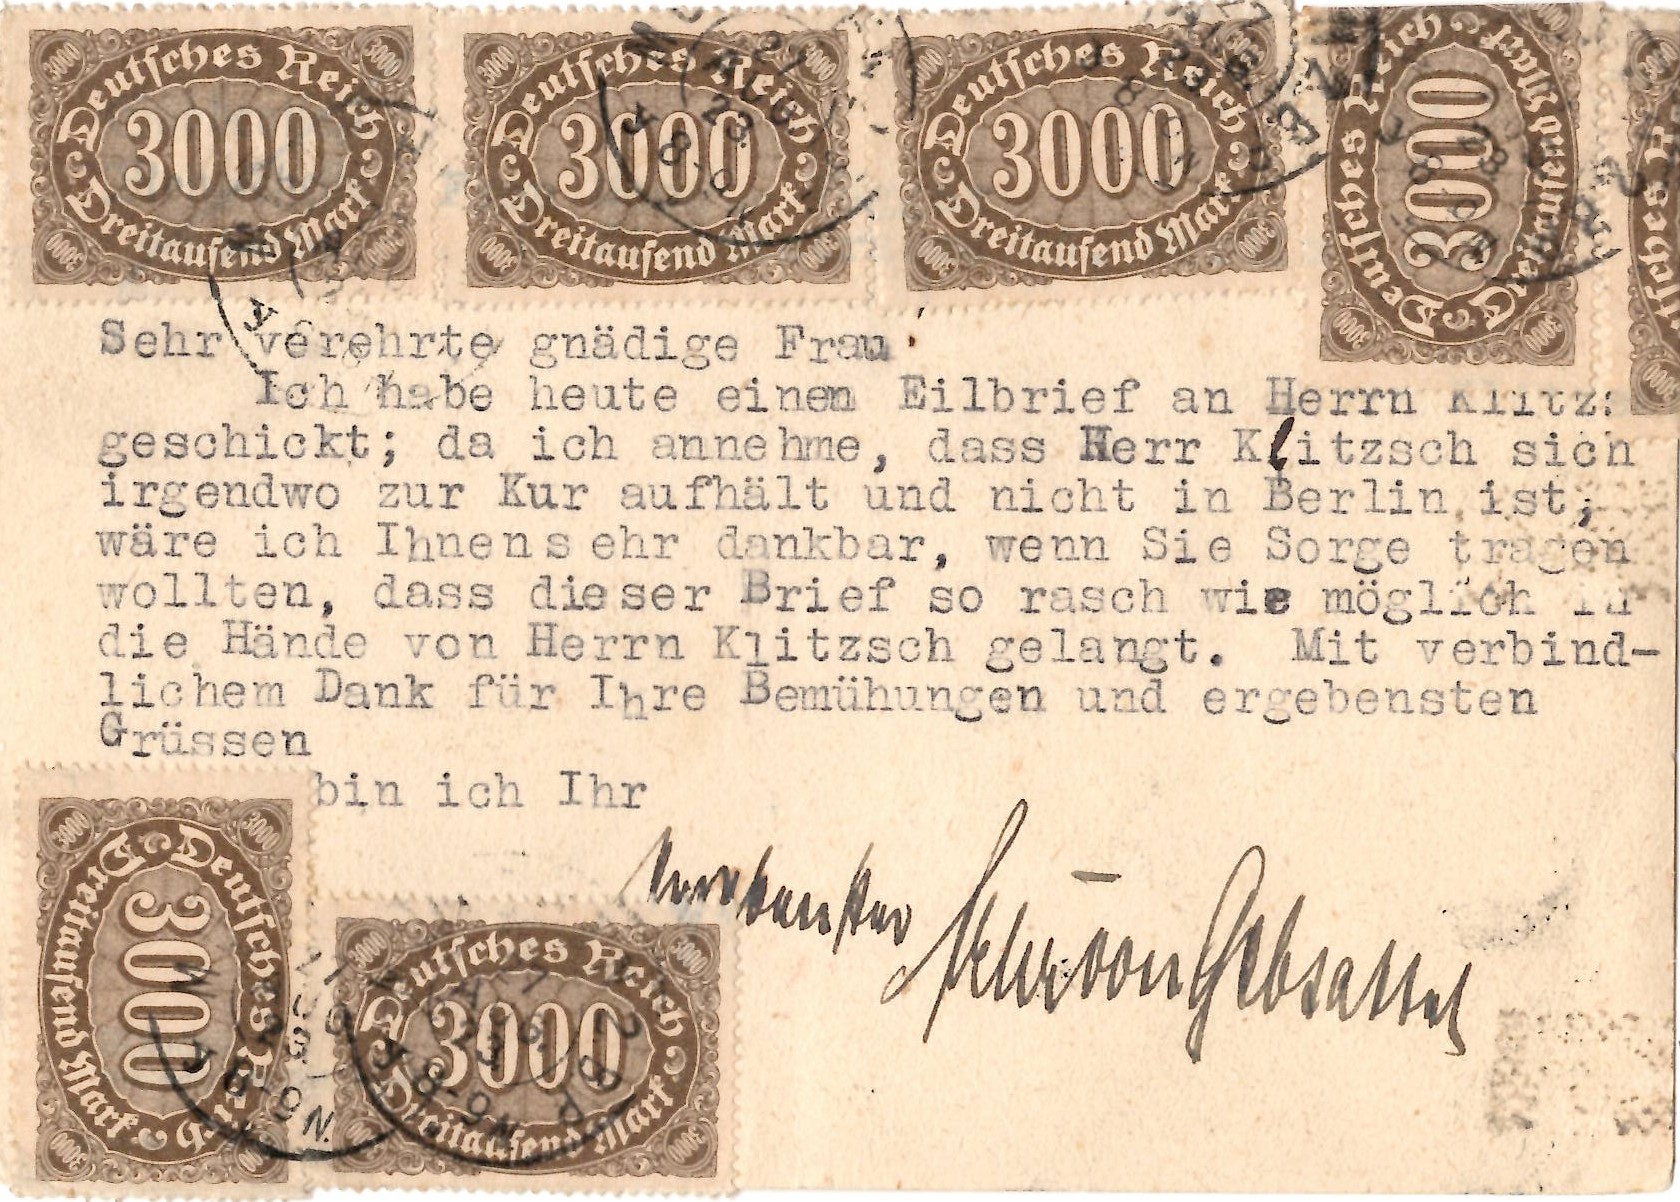 Deutsches Reich 3000 Dreitausend Mark
Deutsches Reich 3000 Dreitausend Mark
Deutsches Reich 3000 Dreitausend Mark
Deutsches Reich 3000 Dreitausend Mark
Sehr verehrte gnädige Frau
Ich habe heute einen Eilbrief an Herrn
geschickt; da ich annehme, dass Herr Klitzsch sich
irgendwo zur Kur aufhält und nicht in Berlin ist,
wäre ich Ihnen sehr dankbar, wenn Sie Sorge tragen
wollten, dass dieser Brief so rasch wie möglich in
die Hände von Herrn Klitzsch gelangt. Mit verbind-
lichem Dank für Ihre Bemühungen und ergebensten
Grüssen
bin ich Ihr
von Gebsattel
Deutsches Reich 3000 Dreitausend Mark
Deutsches Reich 3000 Dreitausend Mark